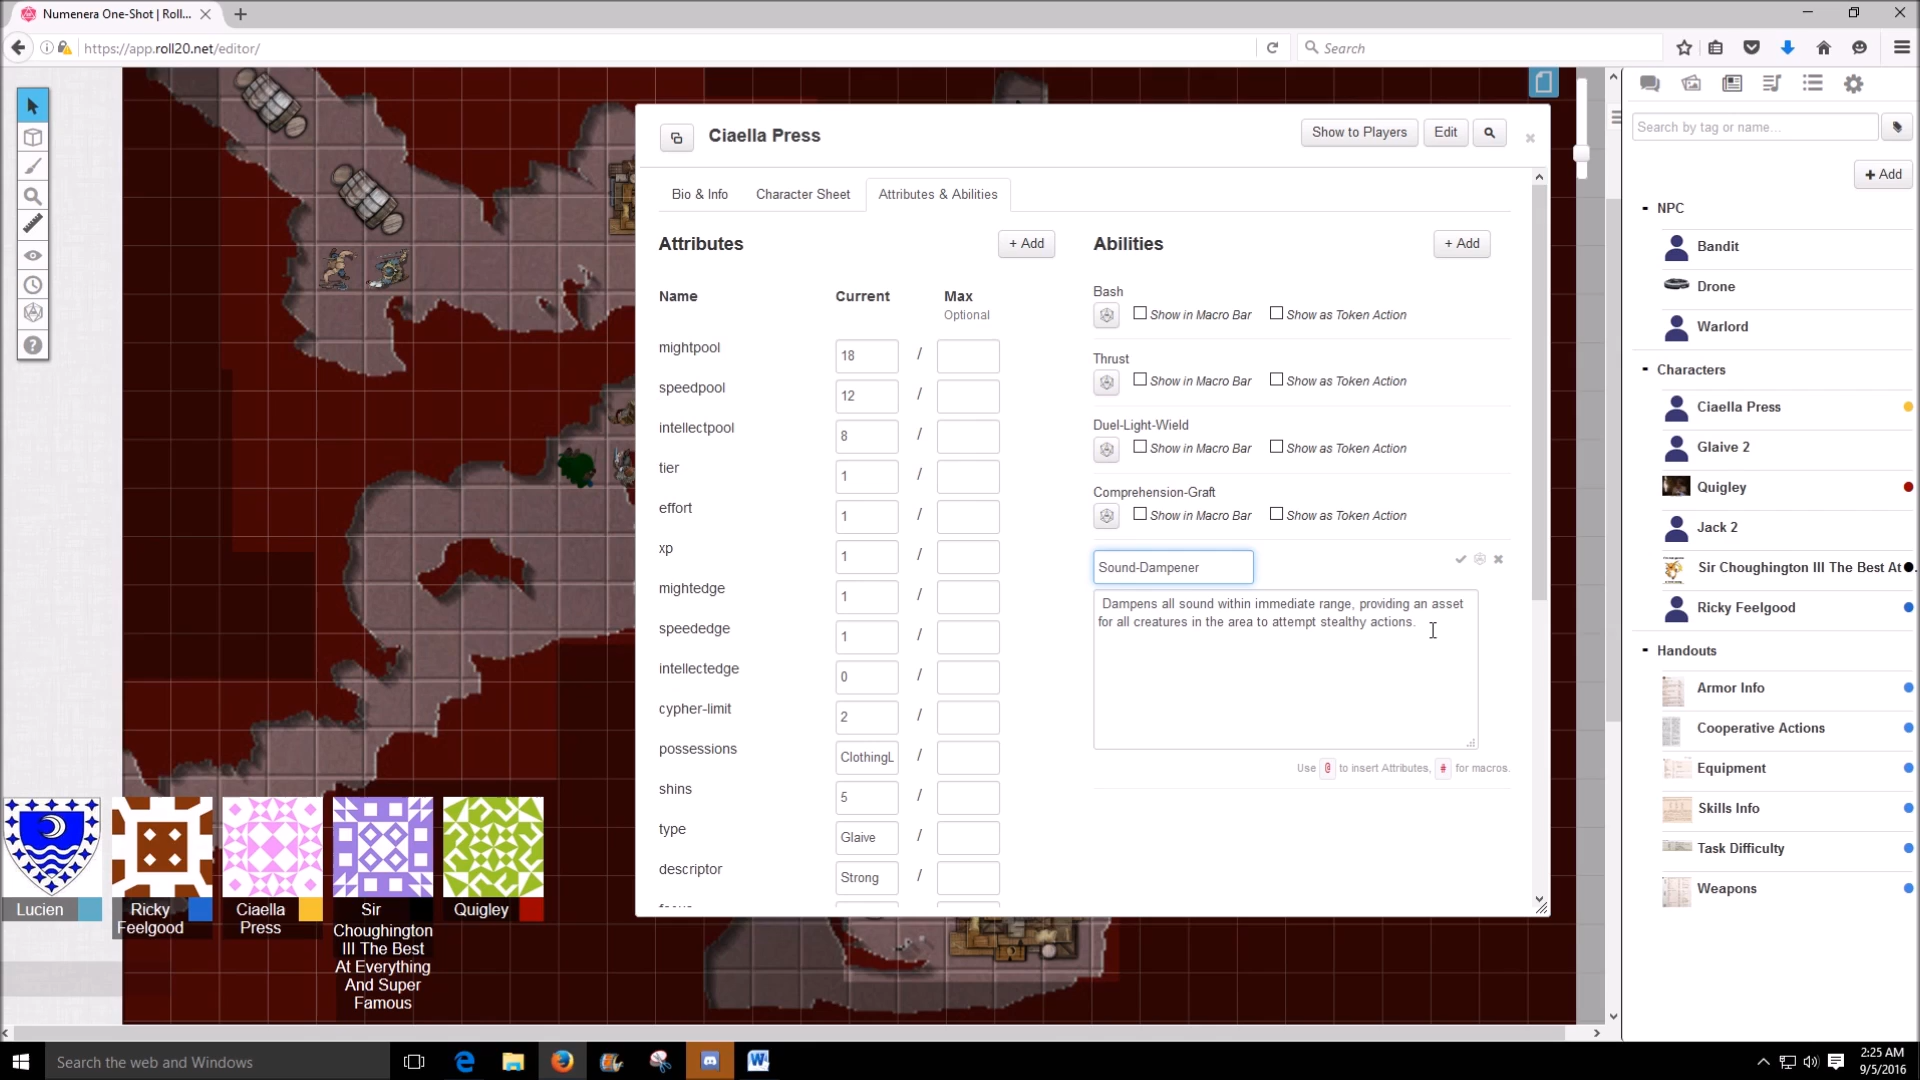 Numenera One-Shot | Roll...
https://app.roll20.net/editor/
Search
Ciaella Press
Show to Players
Edit
Bio & Info
Character Sheet
Attributes & Abilities
Attributes
+ Add
Name
Current
Max
Optional
mightpool
18
/
speedpool
12
/
intellectpool
8
/
tier
1
/
effort
1
/
xp
1
/
mightedge
1
/
speededge
1
/
intellectedge
0
/
cypher-limit
2
/
possessions
ClothingL
/
shins
5
/
type
Glaive
/
descriptor
Strong
/
Abilities
+ Add
Bash
Show in Macro Bar
Show as Token Action
Thrust
Show in Macro Bar
Show as Token Action
Duel-Light-Wield
Show in Macro Bar
Show as Token Action
Comprehension-Graft
Show in Macro Bar
Show as Token Action
Sound-Dampener
Dampens all sound within immediate range, providing an asset
for all creatures in the area to attempt stealthy actions.
Use @ to insert Attributes, # for macros.
Search by tag or name...
+ Add
NPC
Bandit
Drone
Warlord
Characters
Ciaella Press
Glaive 2
Quigley
Jack 2
Sir Choughington III The Best At
Ricky Feelgood
Handouts
Armor Info
Cooperative Actions
Equipment
Skills Info
Task Difficulty
Weapons
Lucien
Ricky
Feelgood
Ciaella
Press
Sir
Choughington
III The Best
At Everything
And Super
Famous
Quigley
Search the web and Windows
2:25 AM
9/5/2016